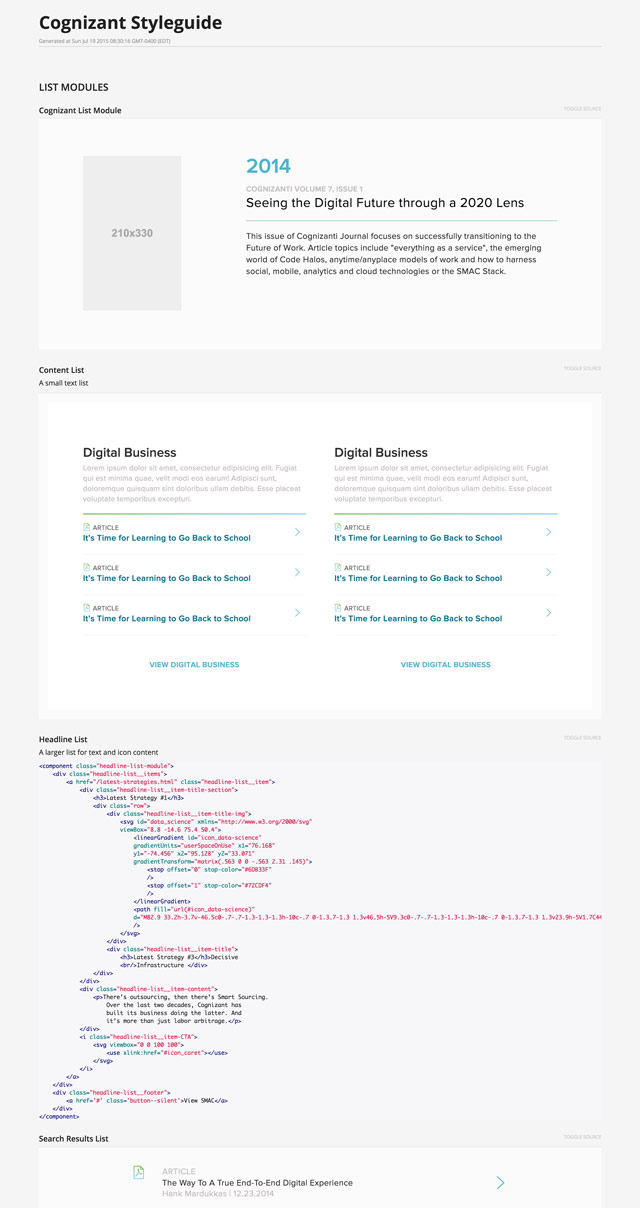 Cognizant Styleguide
Generated at Sun Jul 19 2015 08:30:16 GMT-0400 (EDT)
LIST MODULES
Cognizant List Module
TOGGLE SOURCE
210x330
2014
COGNIZANTI VOLUME 7, ISSUE 1
Seeing the Digital Future through a 2020 Lens
This issue of Cognizanti Journal focuses on successfully transitioning to the
Future of Work. Article topics include "everything as a service", the emerging
world of Code Halos, anytime/anyplace models of work and how to harness
social, mobile, analytics and cloud technologies or the SMAC Stack.
Content List
TOGGLE SOURCE
A small text list
Digital Business
Lorem ipsum dolor sit amet, consectetur adipisicing elit. Fugiat
qui est minima quae, velit modi eos earum! Adipisci sunt,
doloremque quisquam sint doloribus ullam debitis. Esse placeat
voluptate temporibus excepturi.
ARTICLE
It's Time for Learning to Go Back to School
ARTICLE
It's Time for Learning to Go Back to School
ARTICLE
It's Time for Learning to Go Back to School
VIEW DIGITAL BUSINESS
Digital Business
Lorem ipsum dolor sit amet, consectetur adipisicing elit. Fugiat
qui est minima quae, velit modi eos earum! Adipisci sunt,
doloremque quisquam sint doloribus ullam debitis. Esse placeat
voluptate temporibus excepturi.
ARTICLE
It's Time for Learning to Go Back to School
ARTICLE
It's Time for Learning to Go Back to School
ARTICLE
It's Time for Learning to Go Back to School
VIEW DIGITAL BUSINESS
Headline List
TOGGLE SOURCE
A larger list for text and icon content
<component class="headline-list-module">
<div class="headline-list__items">
<a href="/latest-strategies.html" class="headline-list__item">
<div class="headline-list__item-title-section">
<h3>Latest Strategy #1</h3>
<div class="row">
<div class="headline-list__item-title-img">
<svg id="data_science" xmlns="http://www.w3.org/2000/svg"
viewBox="8.8 -14.6 75.4 50.4">
<linearGradient id="icon_data-science"
gradientUnits="userSpaceOnUse" x1="76.168"
y1="-74.456" x2="95.128" y2="33.071"
gradientTransform="matrix(.563 0 0 -.563 2.31 .145)">
<stop offset="0" stop-color="#6DB33F"
/>
<stop offset="1" stop-color="#72CDF4"
/>
</linearGradient>
<path fill="url(#icon_data-science)"
d="M82.9 33.2h-3.7v-46.5c0-.7-.7-1.3-1.3-1.3h-10c-.7 0-1.3.7-1.3 1.3v46.5h-5V9.3c0-.7-.7-1.3-1.3-1.3h-10c-.7 0-1.3.7-1.3 1.3v23.9h-5V1.7C44
/>
</svg>
</div>
<div class="headline-list__item-title">
<h3>Latest Strategy #3</h3>Decisive
<br/>Infrastructure </div>
</div>
</div>
<div class="headline-list__item-content">
<p>There's outsourcing, then there's Smart Sourcing.
Over the last two decades, Cognizant has
built its business doing the latter. And
it's more than just labor arbitrage.</p>
</div>
<i class="headline-list__item-CTA">
<svg viewbox="0 0 100 100">
<use xlink:href="#icon_caret"></use>
</svg>
</i>
</a>
</div>
<div class="headline-list__footer">
<a href='#' class='button--silent'>View SMAC</a>
</div>
</component>
Search Results List
TOGGLE SOURCE
ARTICLE
The Way To A True End-To-End Digital Experience
Hank Mardukkas | 12.23.2014